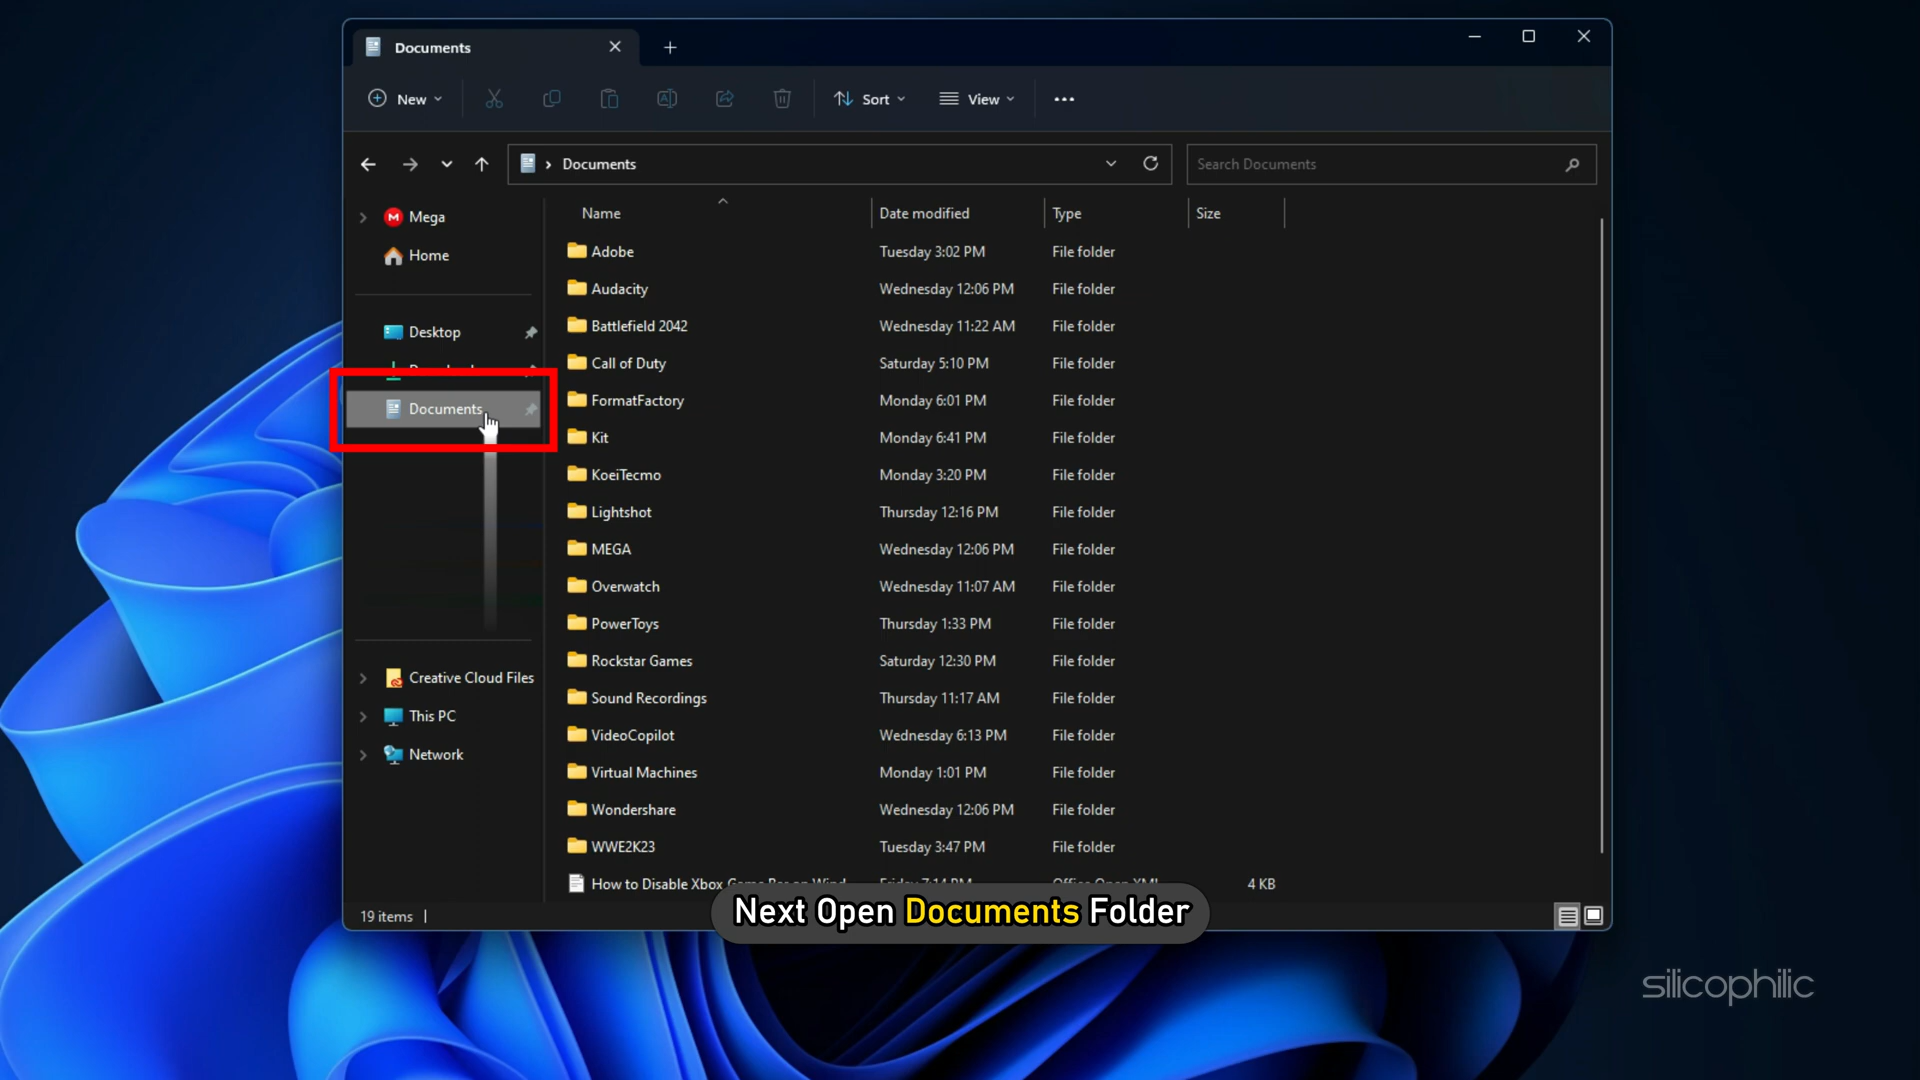 Documents
New
Sort
View
Documents
Search Documents
Mega
Home
Desktop
Documents
Creative Cloud Files
This PC
Network
Name Date modified Type Size
Adobe Tuesday 3:02 PM File folder
Audacity Wednesday 12:06 PM File folder
Battlefield 2042 Wednesday 11:22 AM File folder
Call of Duty Saturday 5:10 PM File folder
FormatFactory Monday 6:01 PM File folder
Kit Monday 6:41 PM File folder
KoeiTecmo Monday 3:20 PM File folder
Lightshot Thursday 12:16 PM File folder
MEGA Wednesday 12:06 PM File folder
Overwatch Wednesday 11:07 AM File folder
PowerToys Thursday 1:33 PM File folder
Rockstar Games Saturday 12:30 PM File folder
Sound Recordings Thursday 11:17 AM File folder
VideoCopilot Wednesday 6:13 PM File folder
Virtual Machines Monday 1:01 PM File folder
Wondershare Wednesday 12:06 PM File folder
WWE2K23 Tuesday 3:47 PM File folder
How to Disable Xbox 4 KB
19 items
Next Open Documents Folder
silicophilic